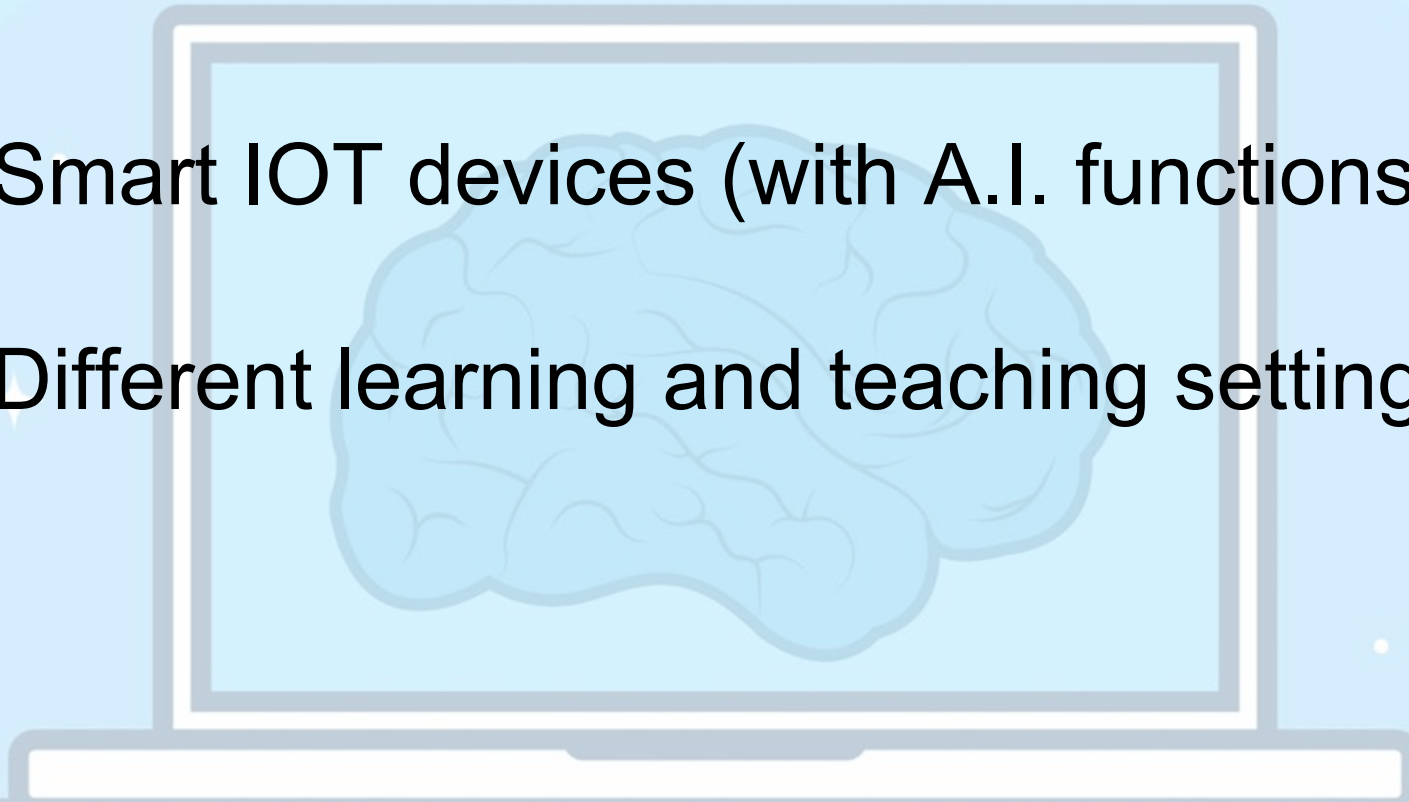 Smart IOT devices (with A.I. functions
Different learning and teaching setting